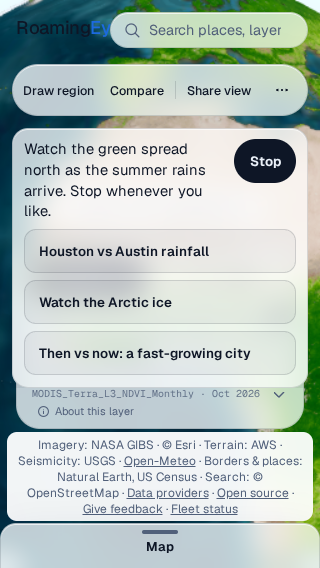 RoamingEy
Search places, layer
Draw region
Compare
Share view
Watch the green spread
north as the summer rains
arrive. Stop whenever you
like.
Stop
Houston vs Austin rainfall
Watch the Arctic ice
Then vs now: a fast-growing city
MODIS_Terra_L3_NDVI_Monthly · Oct 2026
About this layer
Imagery: NASA GIBS · © Esri · Terrain: AWS ·
Seismicity: USGS · Open-Meteo · Borders & places:
Natural Earth, US Census · Search: ©
OpenStreetMap · Data providers · Open source ·
Give feedback · Fleet status
Map